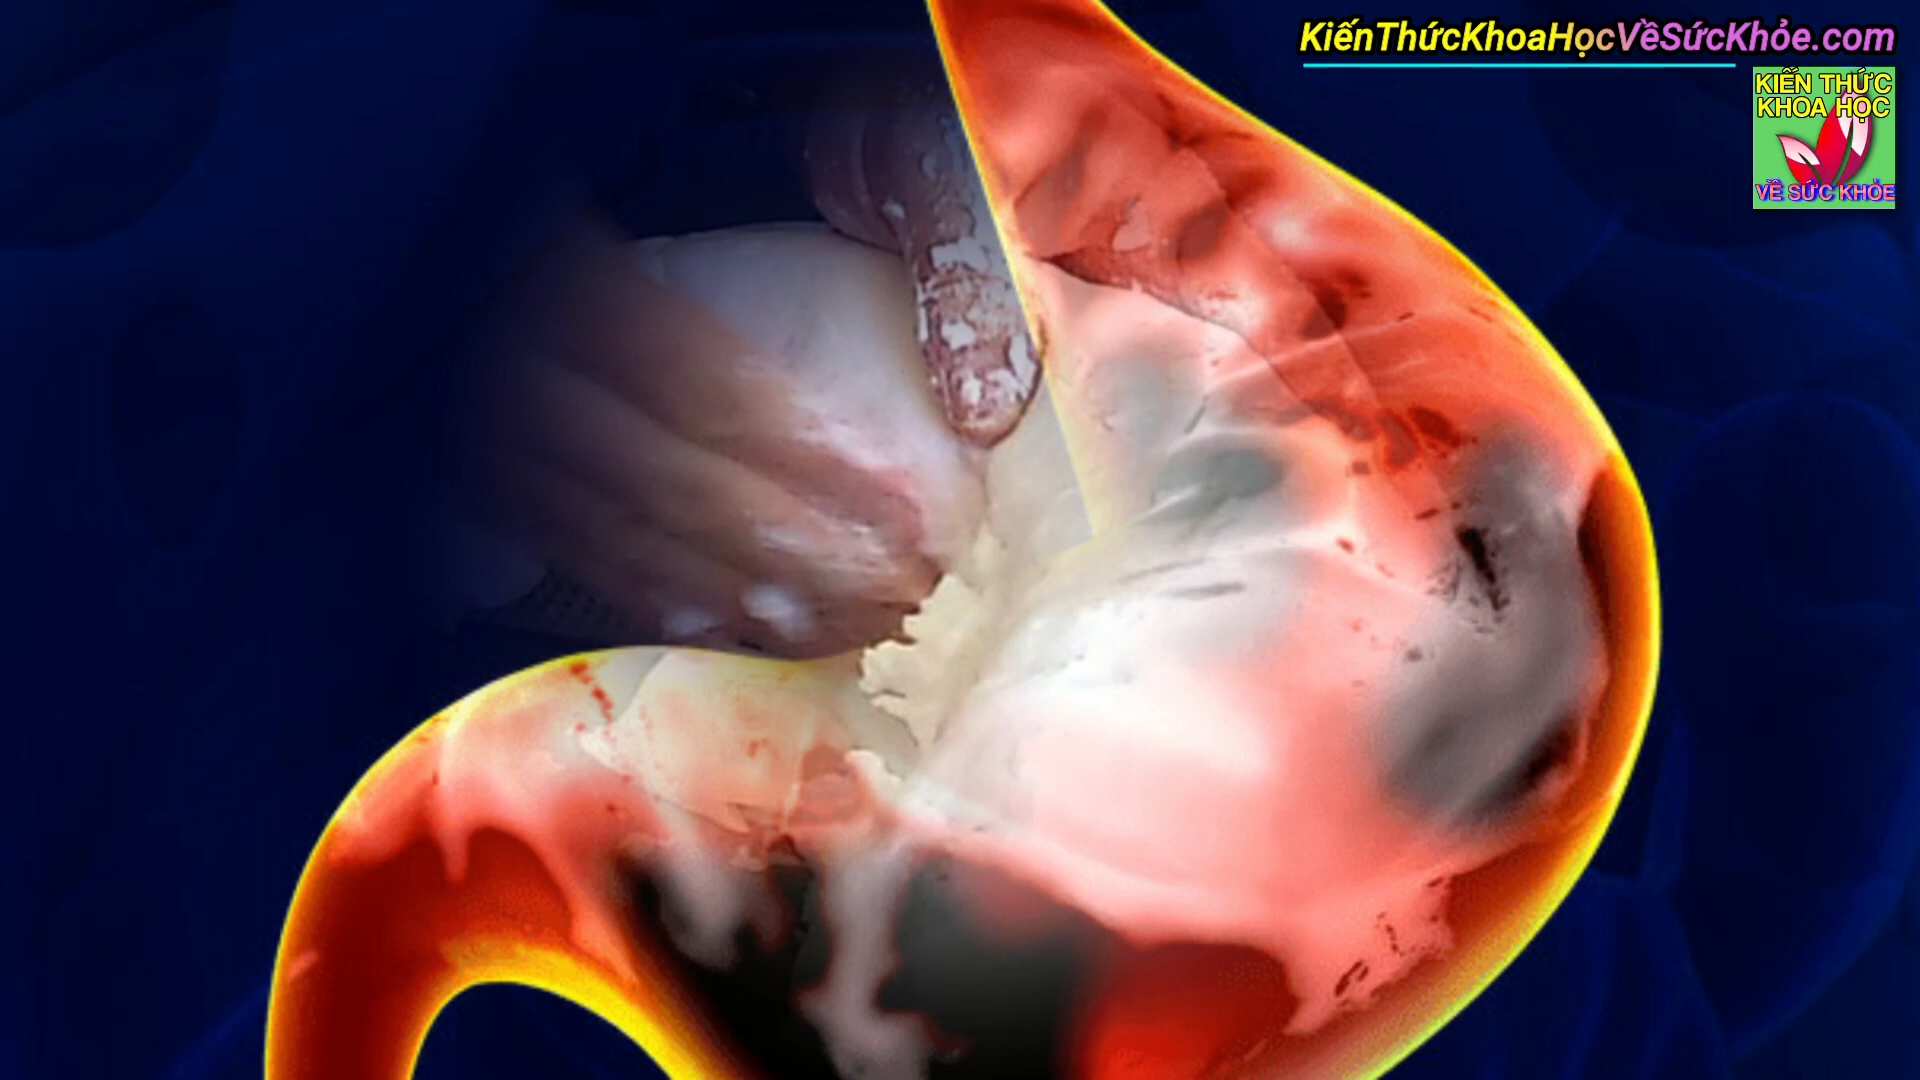 KiếnThứcKhoaHọcVềSứcKhỏe.com
KIẾN THỨC
KHOA HỌC
VỀ SỨC KHỎE